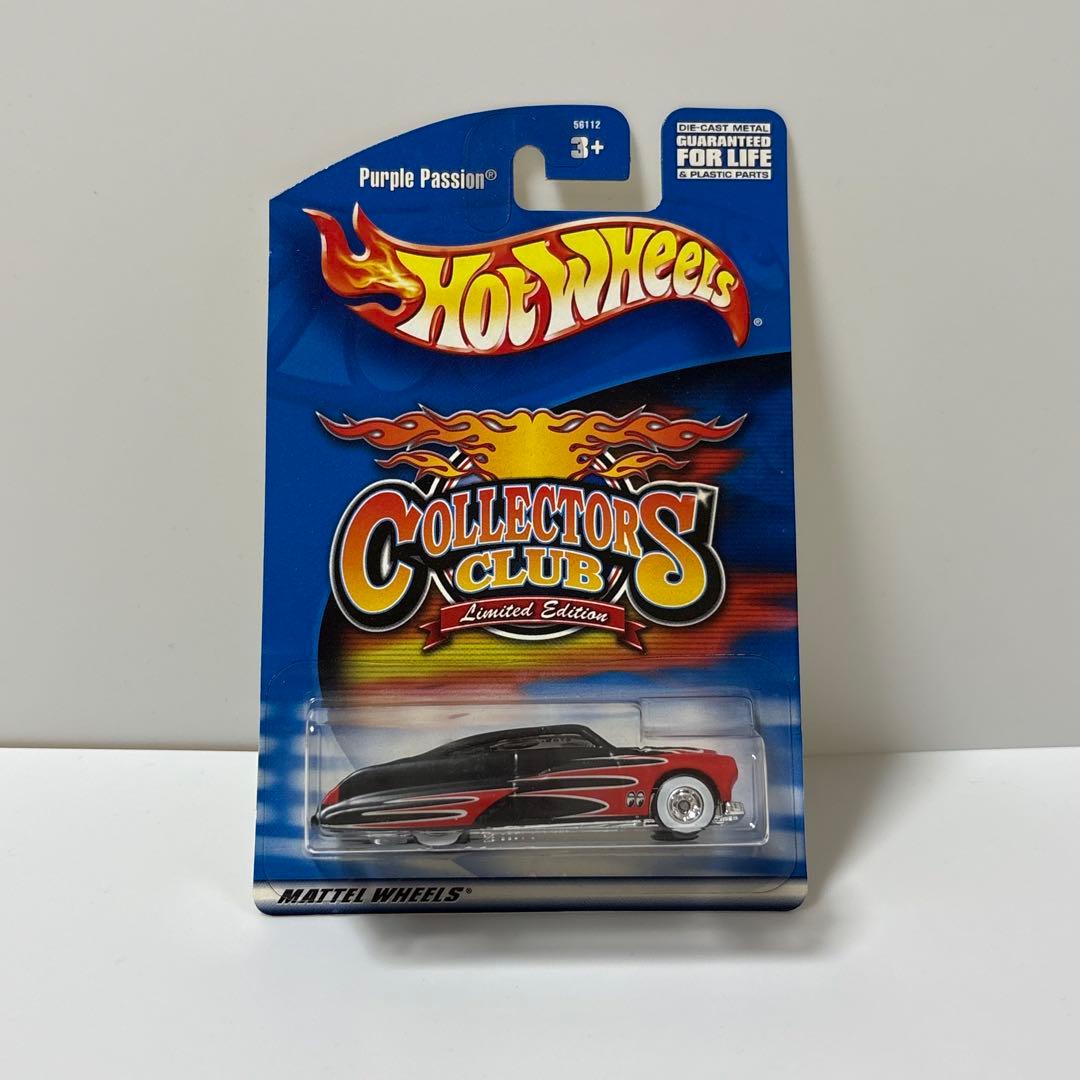 56112
3+
Purple Passion®
DIE-CAST METAL
GUARANTEED
FOR LIFE
& PLASTIC PARTS
HOT WHEELS®
COLLECTORS
CLUB
Limited Edition
MATTEL WHEELS®